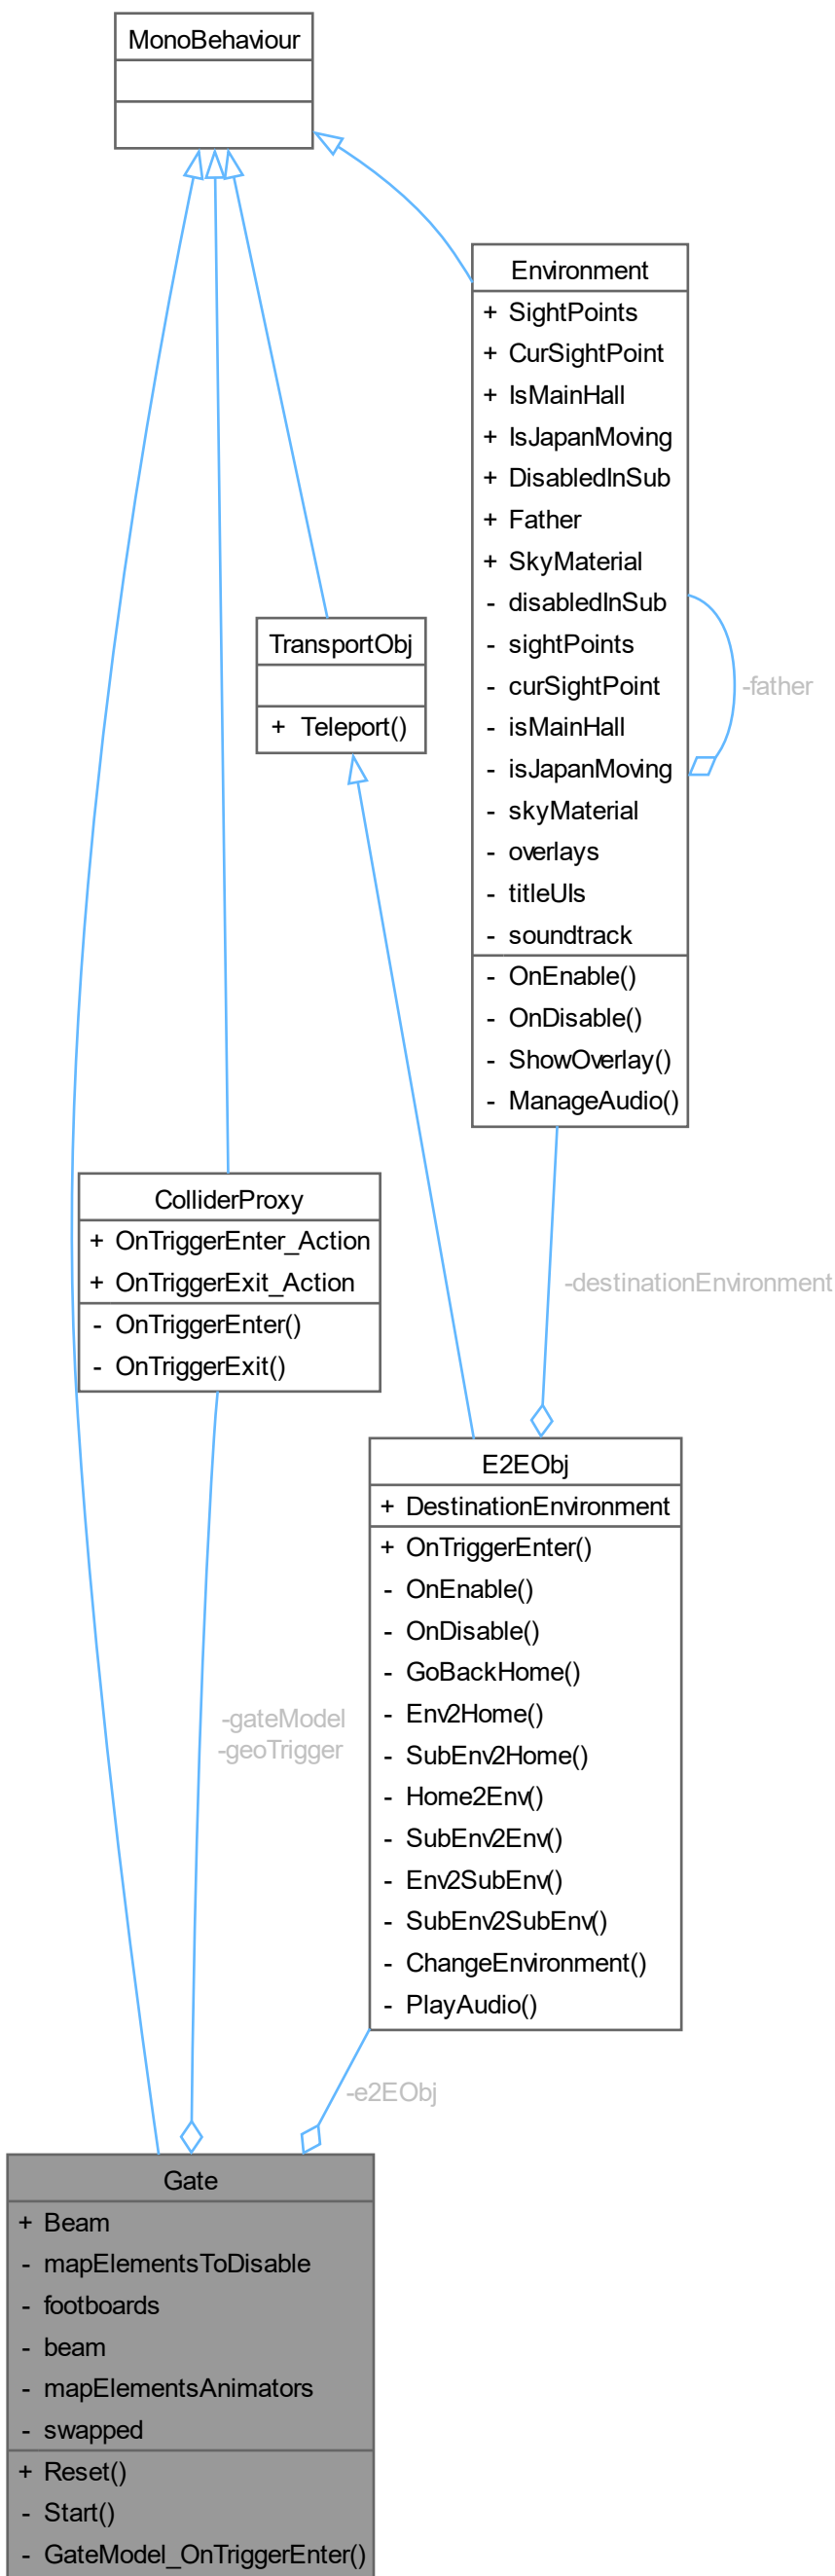 MonoBehaviour
Environment
+ SightPoints
+ CurSightPoint
+ IsMainHall
+ IsJapanMoving
+ DisabledInSub
+ Father
+ SkyMaterial
- disabledInSub
- sightPoints
- curSightPoint
- isMainHall
- isJapanMoving
- skyMaterial
- overlays
- titleUIs
- soundtrack
- OnEnable()
- OnDisable()
- ShowOverlay()
- ManageAudio()
-father
TransportObj
+ Teleport()
ColliderProxy
+ OnTriggerEnter_Action
+ OnTriggerExit_Action
- OnTriggerEnter()
- OnTriggerExit()
-destinationEnvironment
E2EObj
+ DestinationEnvironment
+ OnTriggerEnter()
- OnEnable()
- OnDisable()
- GoBackHome()
- Env2Home()
- SubEnv2Home()
- Home2Env()
- SubEnv2Env()
- Env2SubEnv()
- SubEnv2SubEnv()
- ChangeEnvironment()
- PlayAudio()
-gateModel
-geoTrigger
-e2EObj
Gate
+ Beam
- mapElementsToDisable
- footboards
- beam
- mapElementsAnimators
- swapped
+ Reset()
- Start()
- GateModel_OnTriggerEnter()